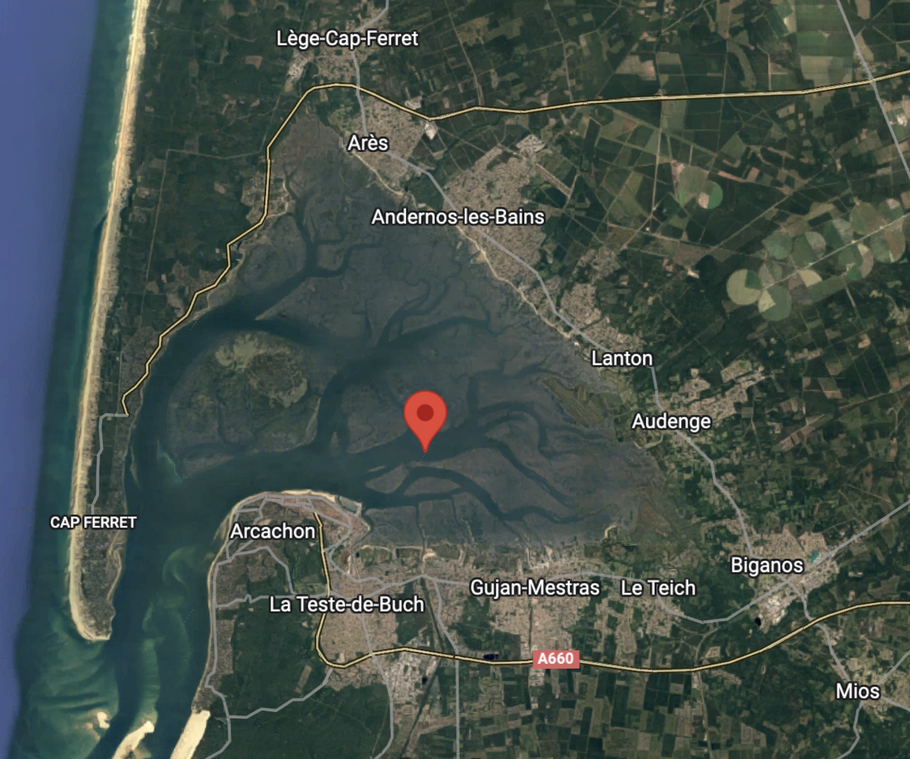 Lège-Cap-Ferret
Arès
Andernos-les-Bains
Lanton
Audenge
CAP FERRET
Arcachon
Biganos
Gujan-Mestras
Le Teich
La Teste-de-Buch
A660
Mios